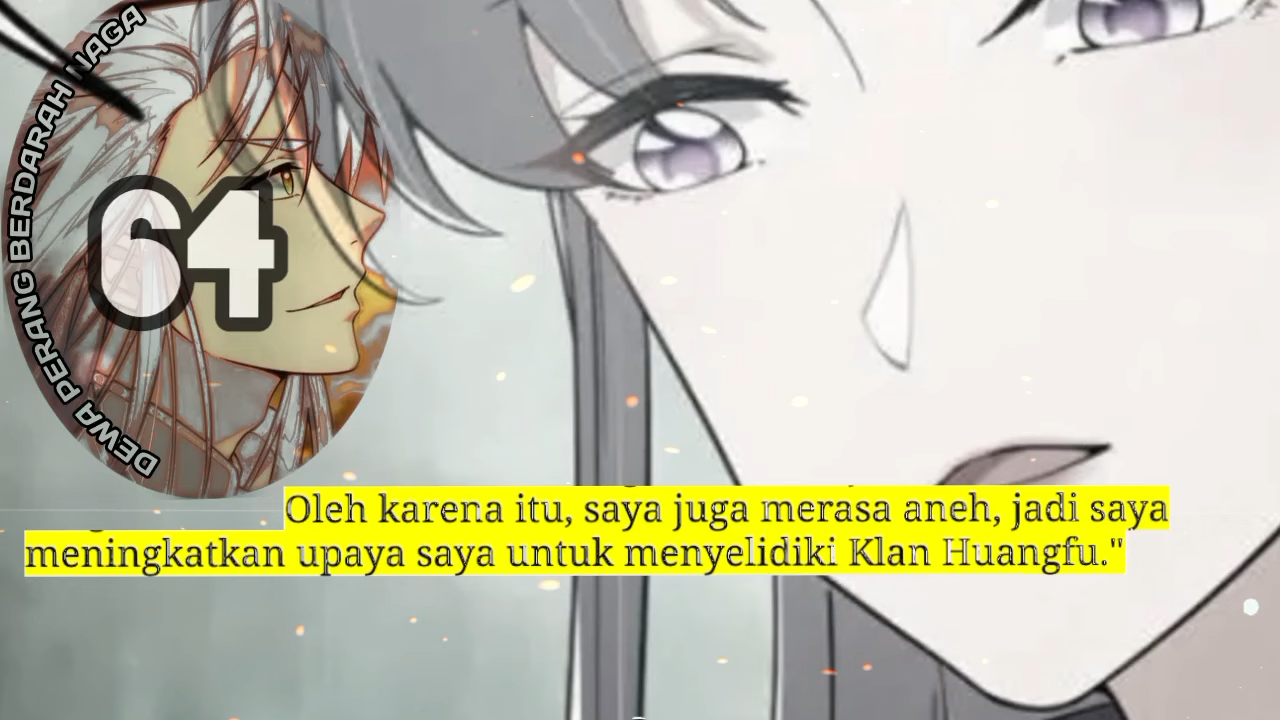 DEWA PERANG BERDARAH NAGA
64
Oleh karena itu, saya juga merasa aneh, jadi saya
meningkatkan upaya saya untuk menyelidiki Klan Huangfu."